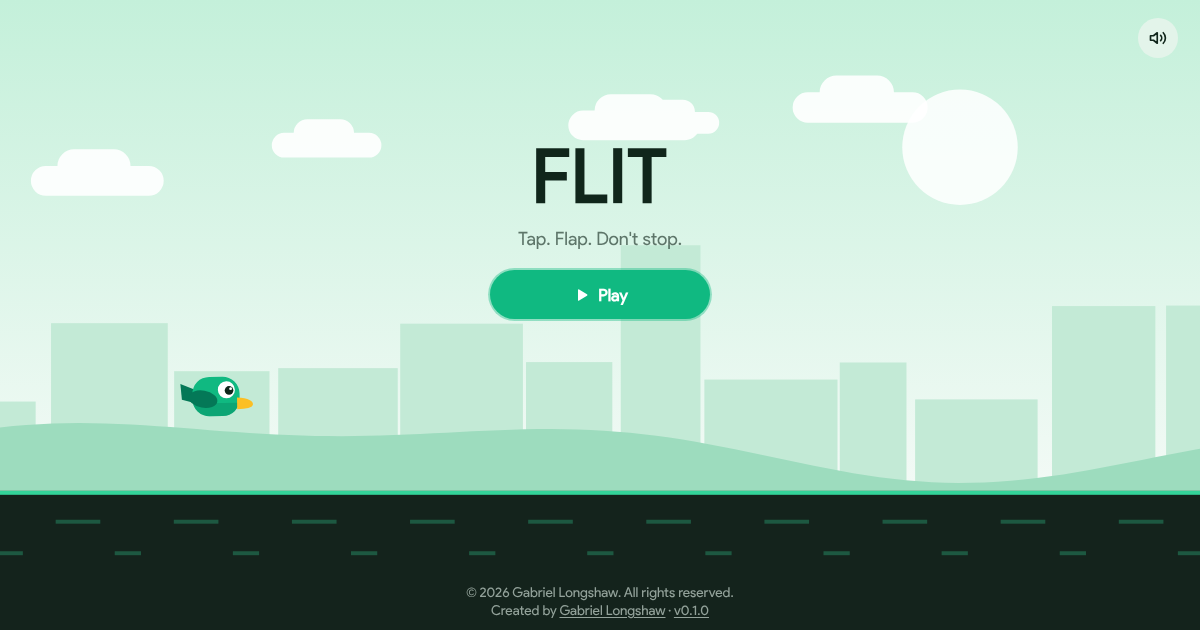 FLIT
Tap. Flap. Don't stop.
Play
© 2026 Gabriel Longshaw. All rights reserved.
Created by Gabriel Longshaw · v0.1.0